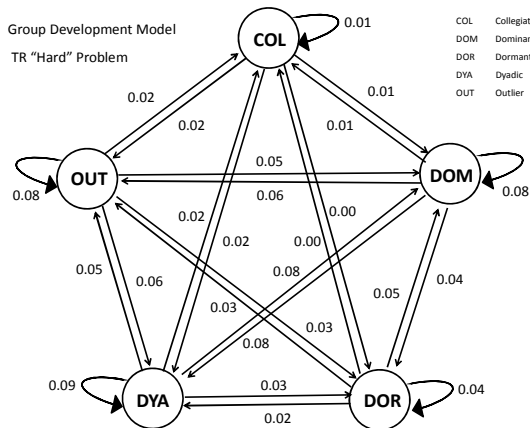 Group Development Model
TR “Hard” Problem
COL Collegiat
DOM Dominan
DOR Dormant
DYA Dyadic
OUT Outlier
0.01
COL
0.02
0.02
0.01
0.01
OUT
0.08
0.05
0.06
DOM
0.08
0.02
0.02
0.00
0.00
0.05
0.06
0.08
0.08
0.03
0.03
0.05
0.04
0.09
DYA
0.03
0.02
DOR
0.04